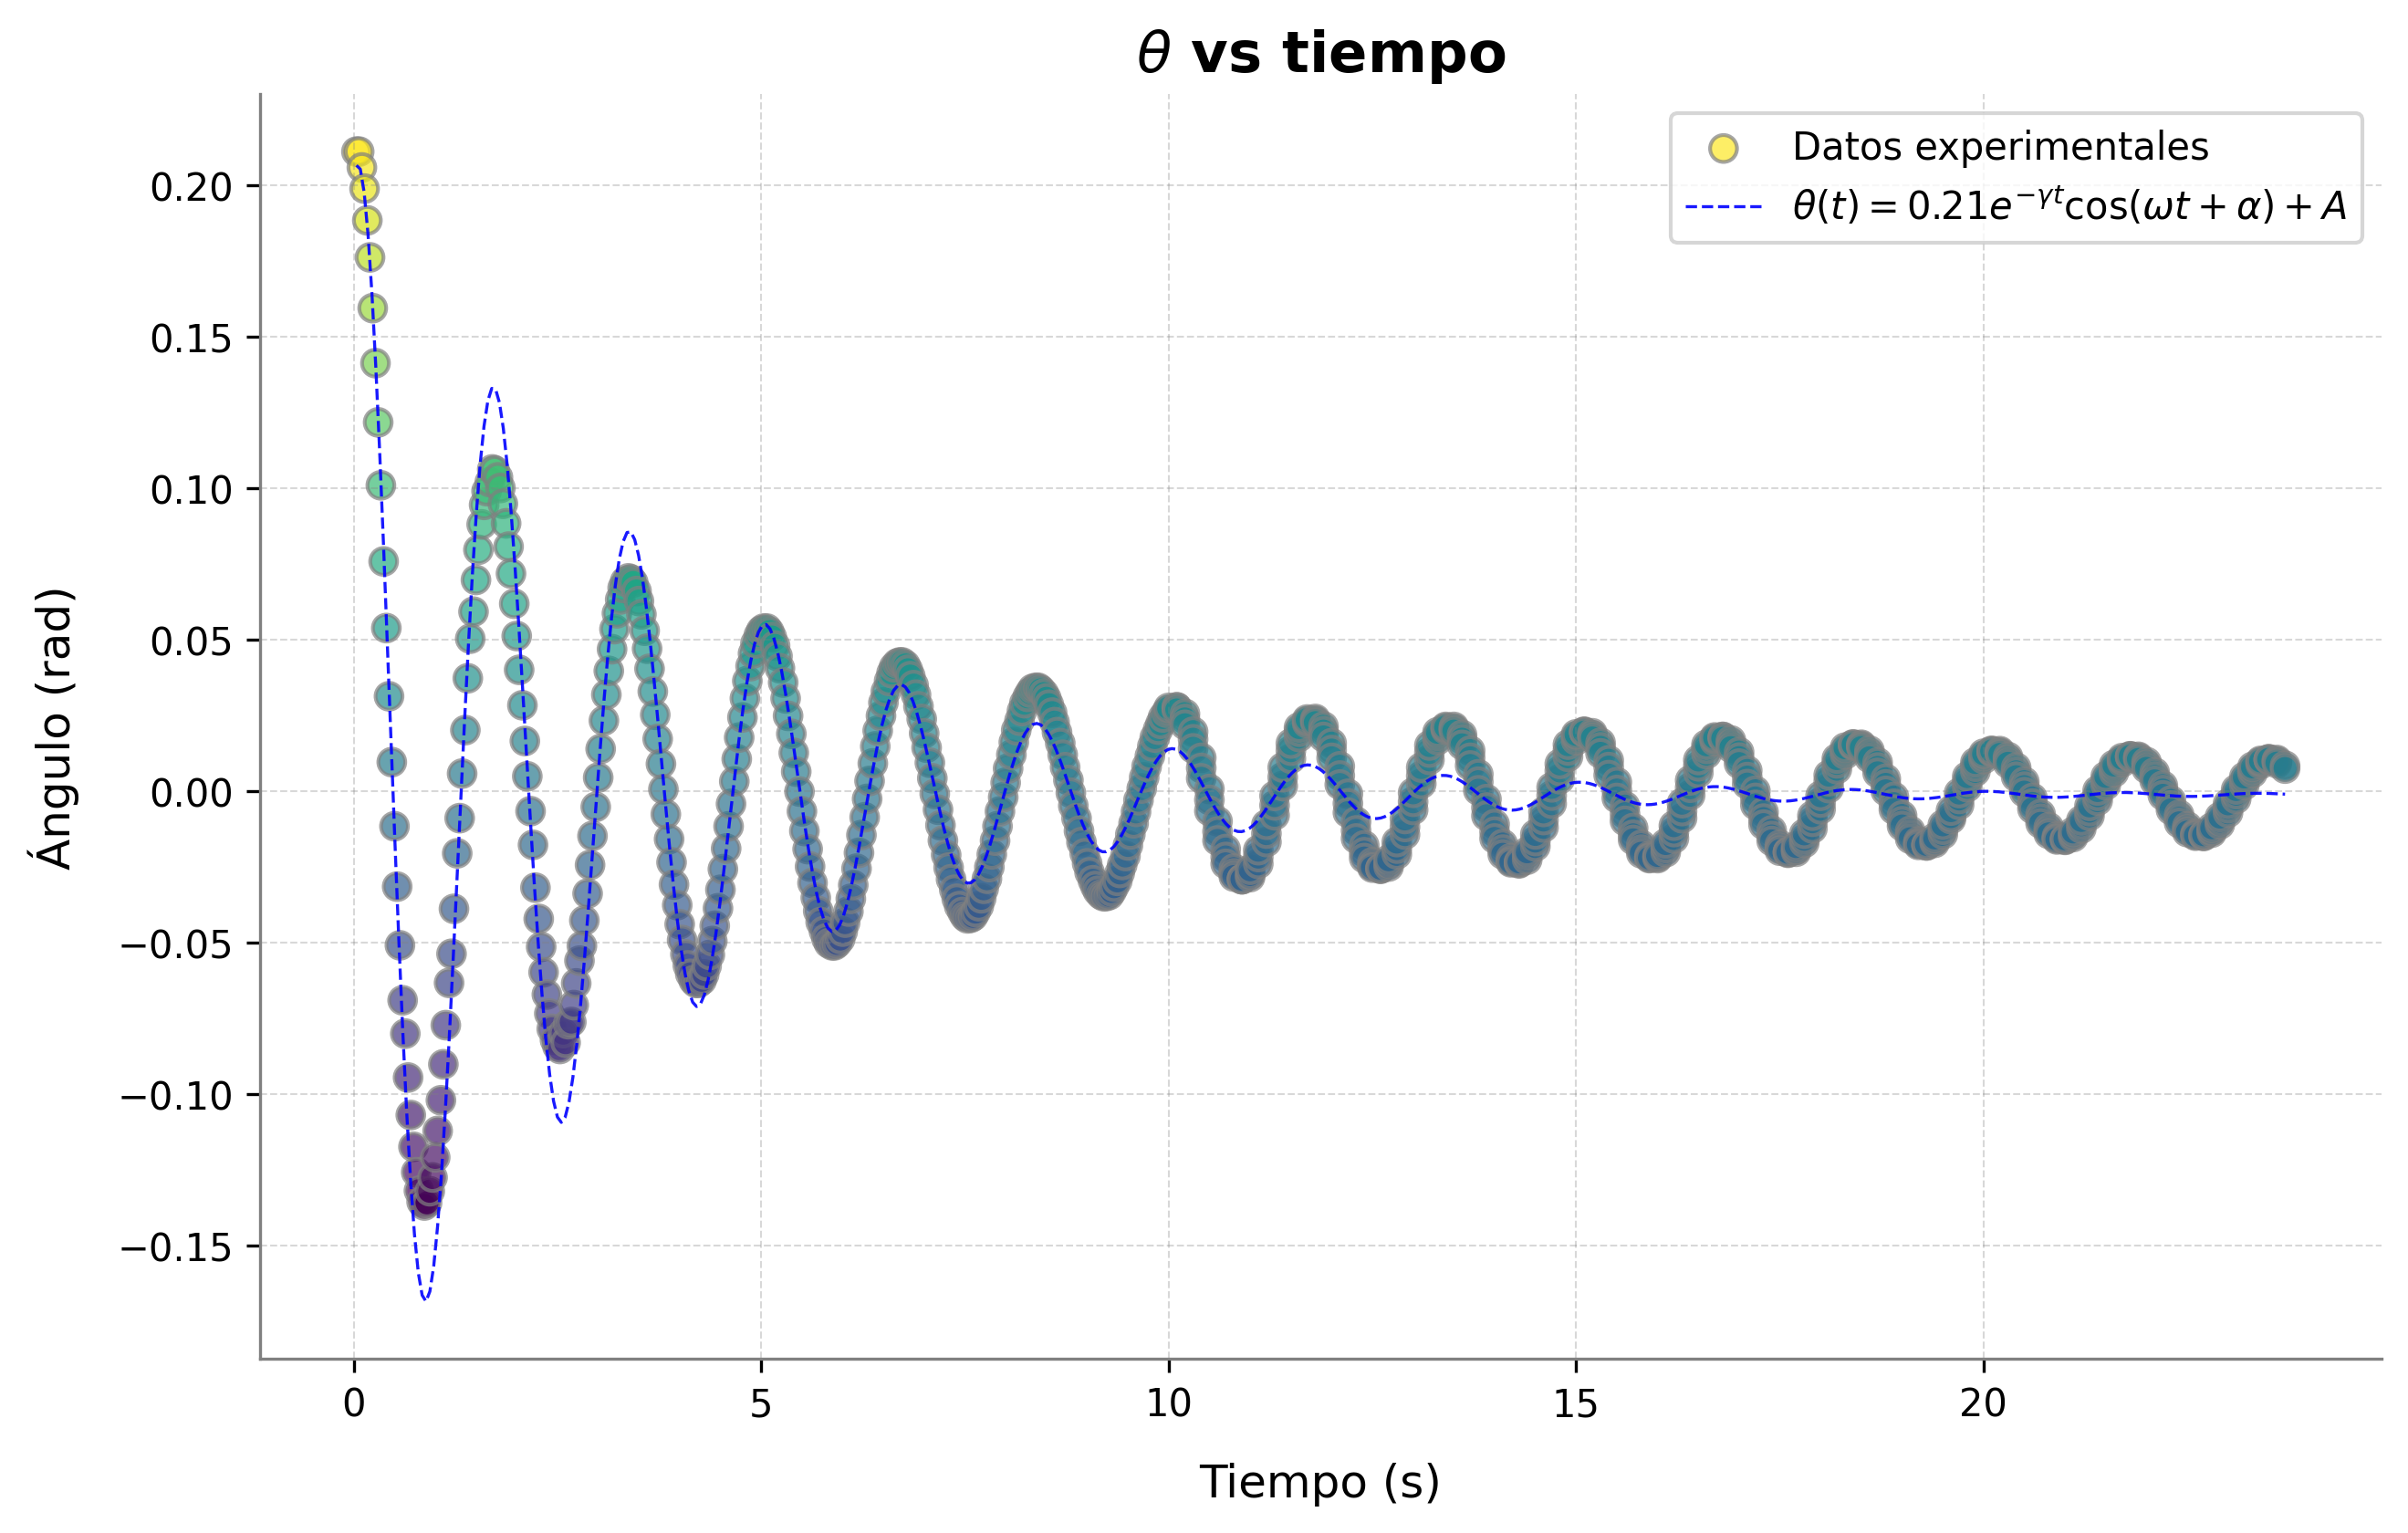 θ vs tiempo
Datos experimentales
θ(t) = 0.21e^{−γt}cos(ωt + α) + A
Ángulo (rad)
0.20
0.15
0.10
0.05
0.00
−0.05
−0.10
−0.15
0 5 10 15 20
Tiempo (s)